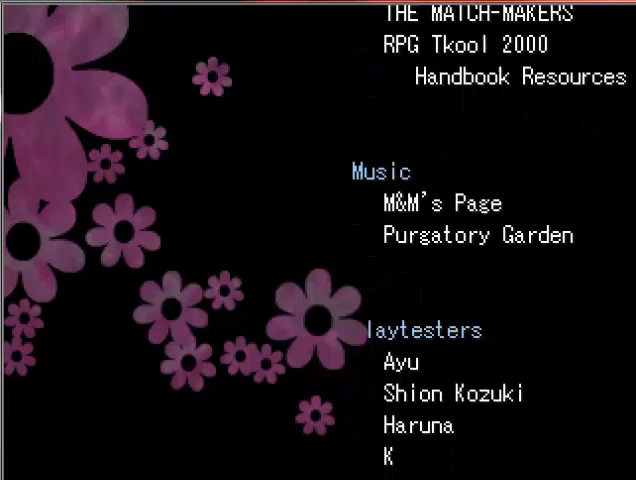 THE MATCH-MAKERS
RPG Tkool 2000
Handbook Resources
Music
M&M's Page
Purgatory Garden
laytesters
Ayu
Shion Kozuki
Haruna
K